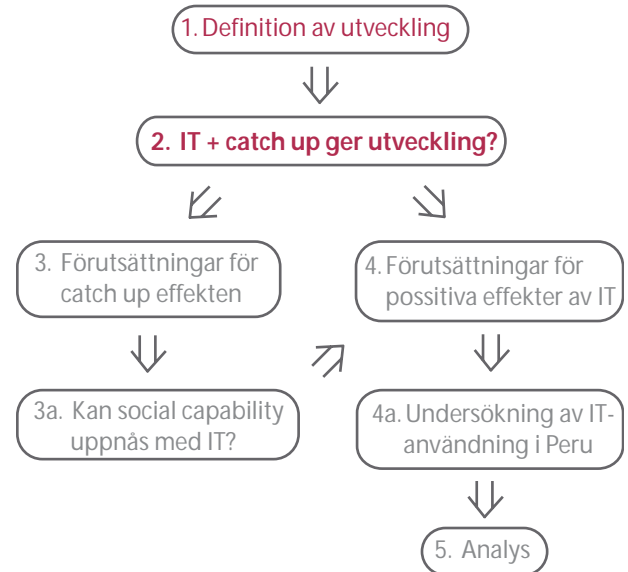 1. Definition av utveckling
2. IT + catch up ger utveckling?
3. Förutsättningar för
catch up effekten
4. Förutsättningar för
possitiva effekter av IT
3a. Kan social capability
uppnås med IT?
4a. Undersökning av IT-
användning i Peru
5. Analys